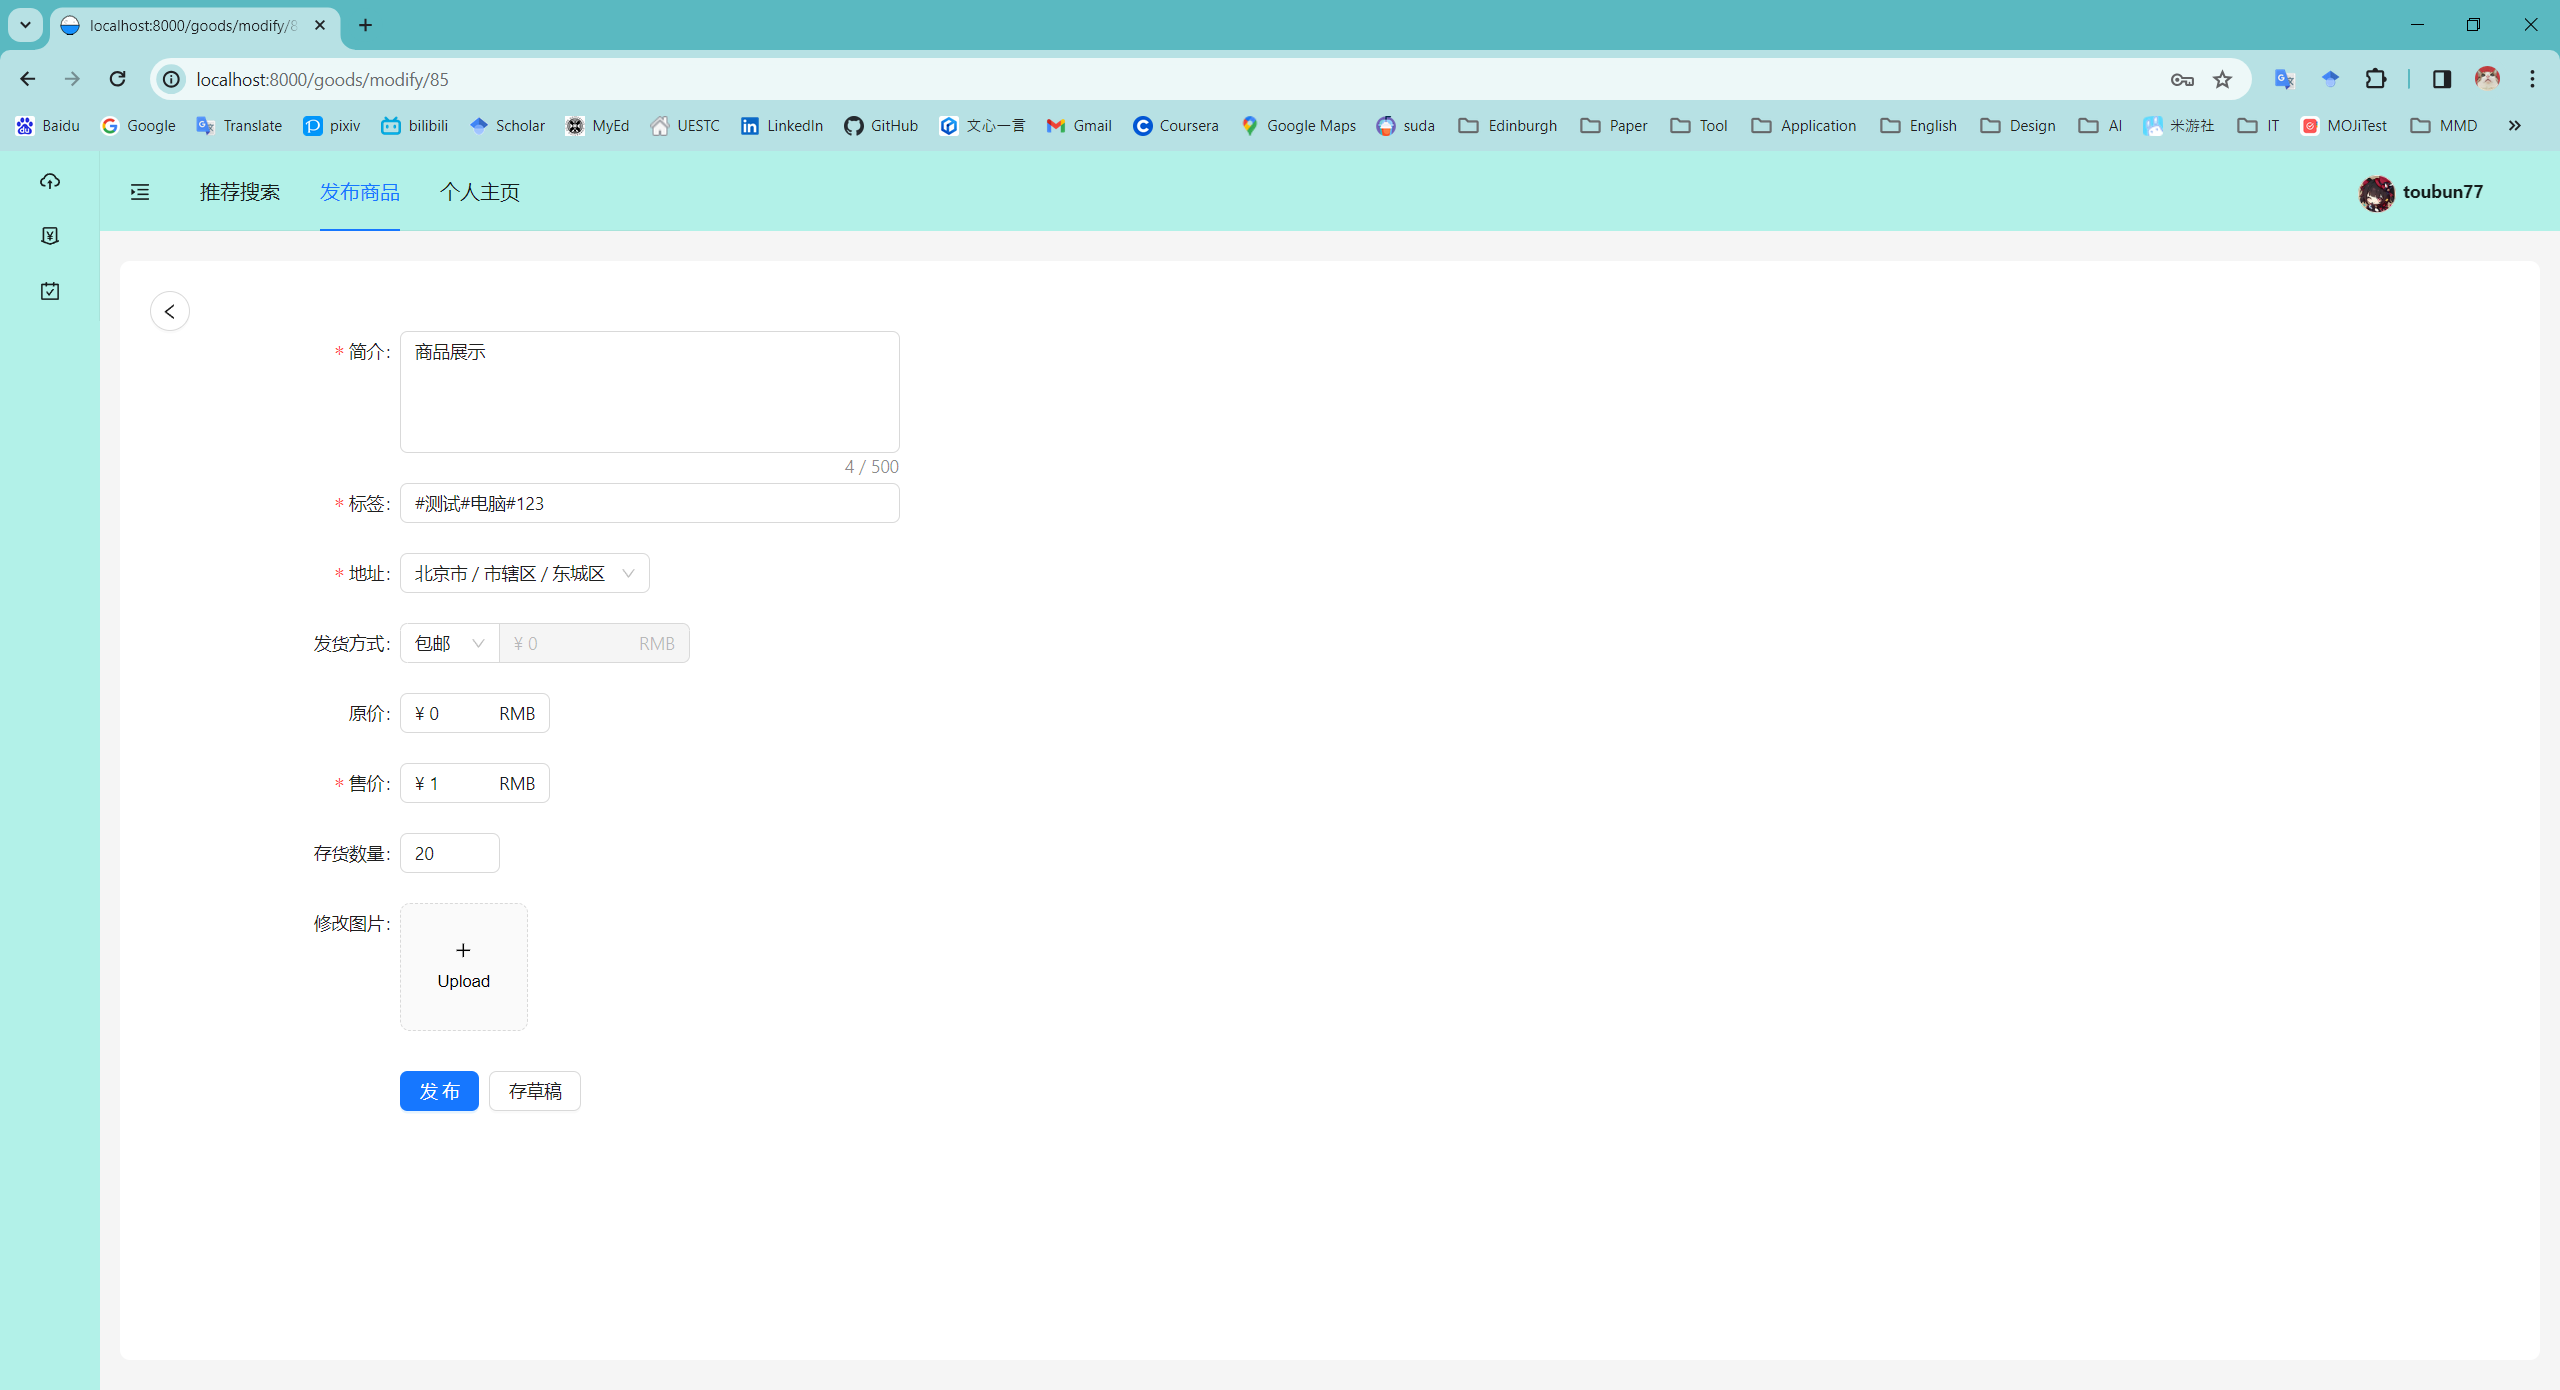 localhost:8000/goods/modify/8
localhost:8000/goods/modify/85
Baidu Google Translate pixiv bilibili Scholar MyEd UESTC LinkedIn GitHub 文心一言 Gmail Coursera Google Maps suda Edinburgh Paper Tool Application English Design AI 米游社 IT MOJiTest MMD
推荐搜索 发布商品 个人主页 toubun77
* 简介: 商品展示
4 / 500
* 标签: #测试#电脑#123
* 地址: 北京市 / 市辖区 / 东城区
发货方式: 包邮 ¥ 0 RMB
原价: ¥ 0 RMB
* 售价: ¥ 1 RMB
存货数量: 20
修改图片:
Upload
发 布 存草稿